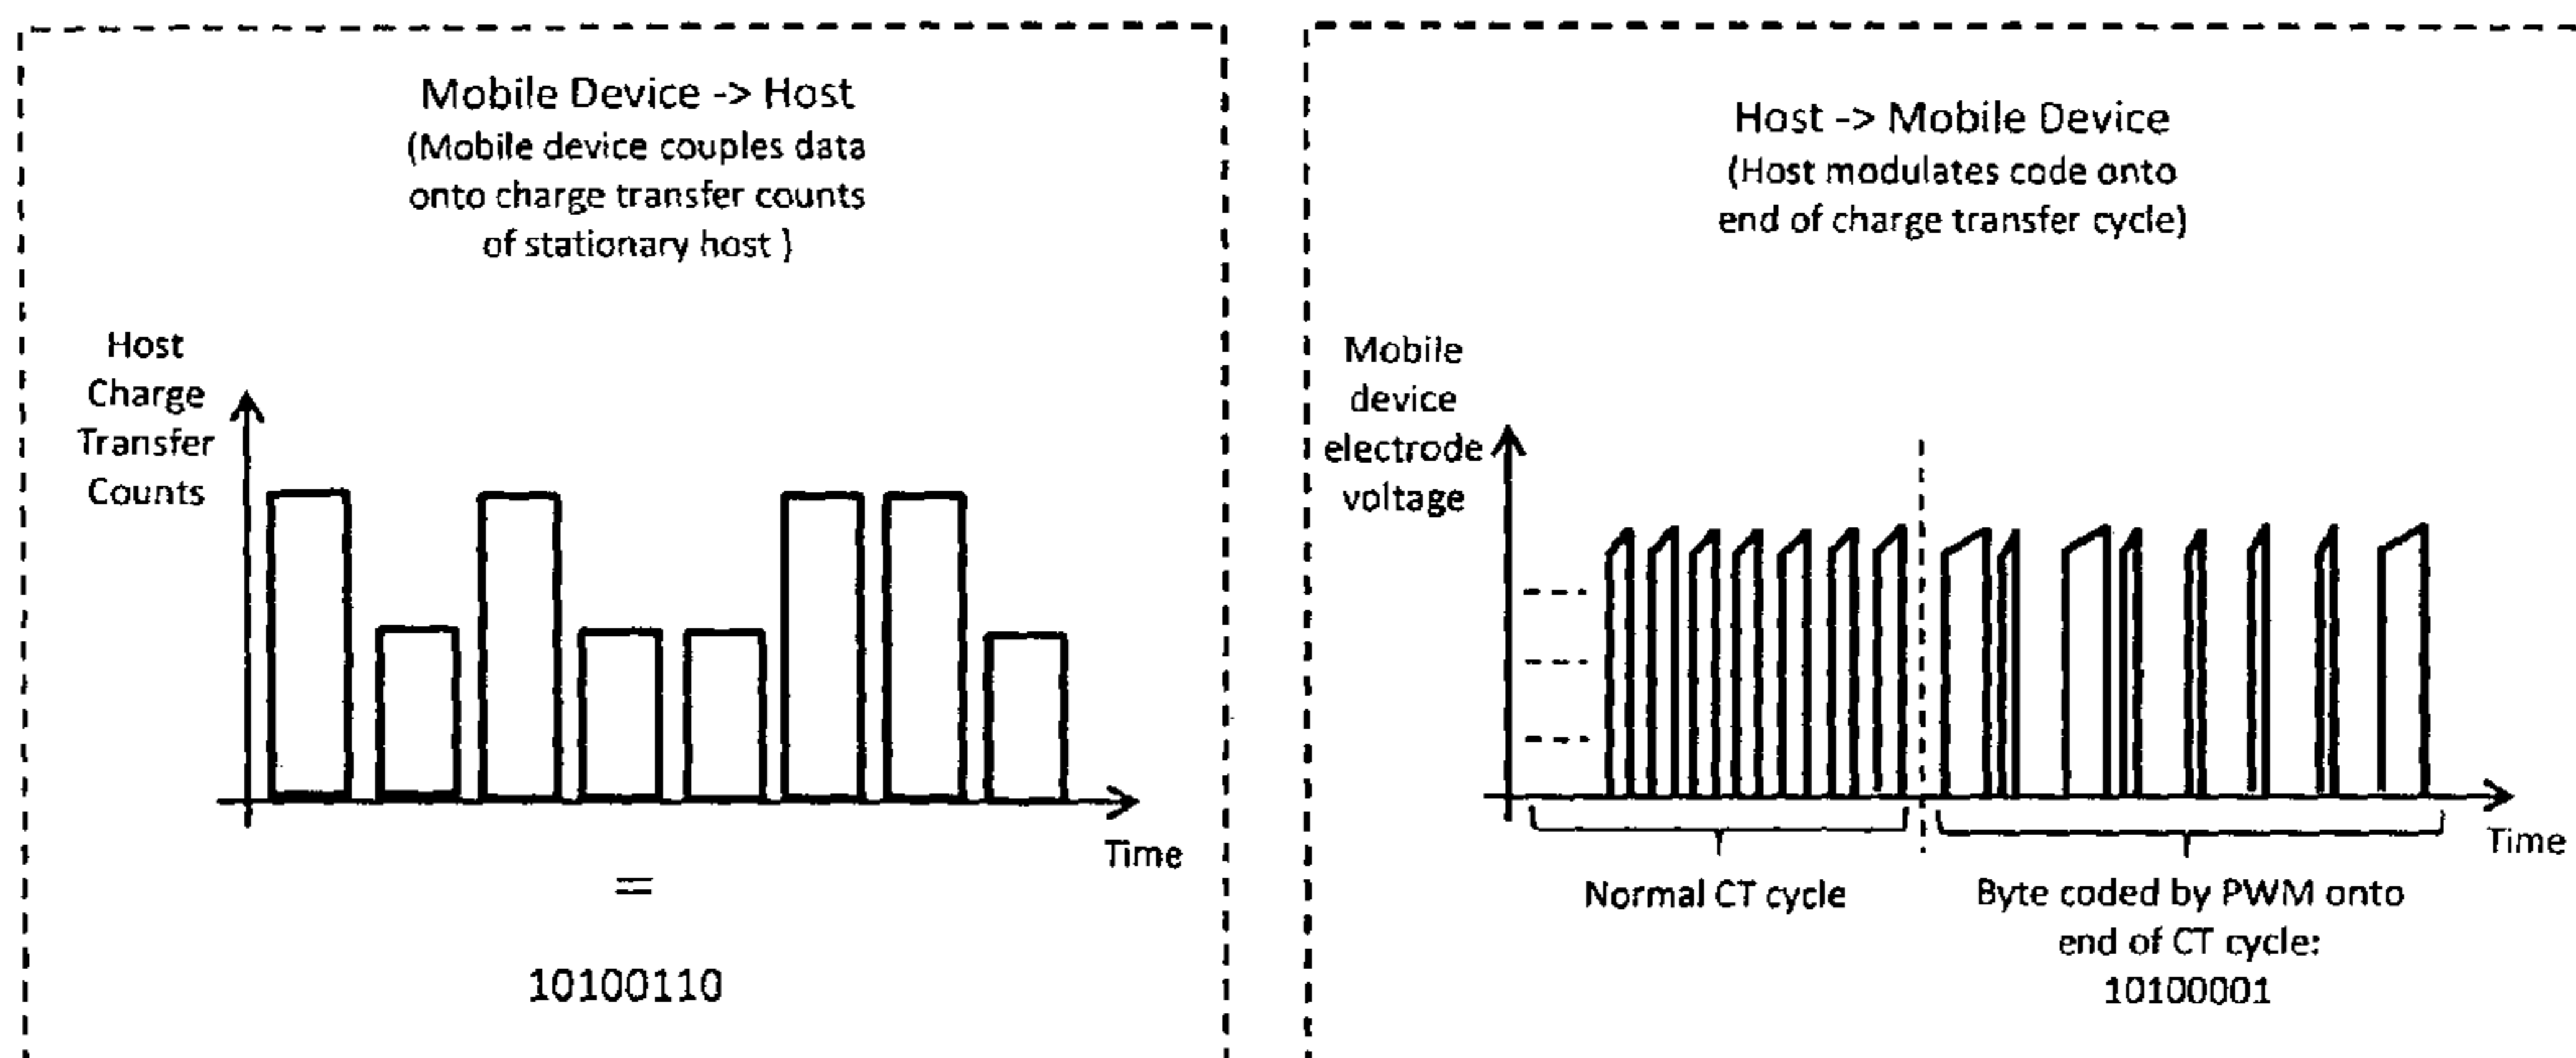 Mobile Device -> Host
(Mobile device couples data
onto charge transfer counts
of stationary host )
Host
Charge
Transfer
Counts
Time
=
10100110
Host -> Mobile Device
(Host modulates code onto
end of charge transfer cycle)
Mobile
device
electrode
voltage
Time
Normal CT cycle
Byte coded by PWM onto
end of CT cycle:
10100001